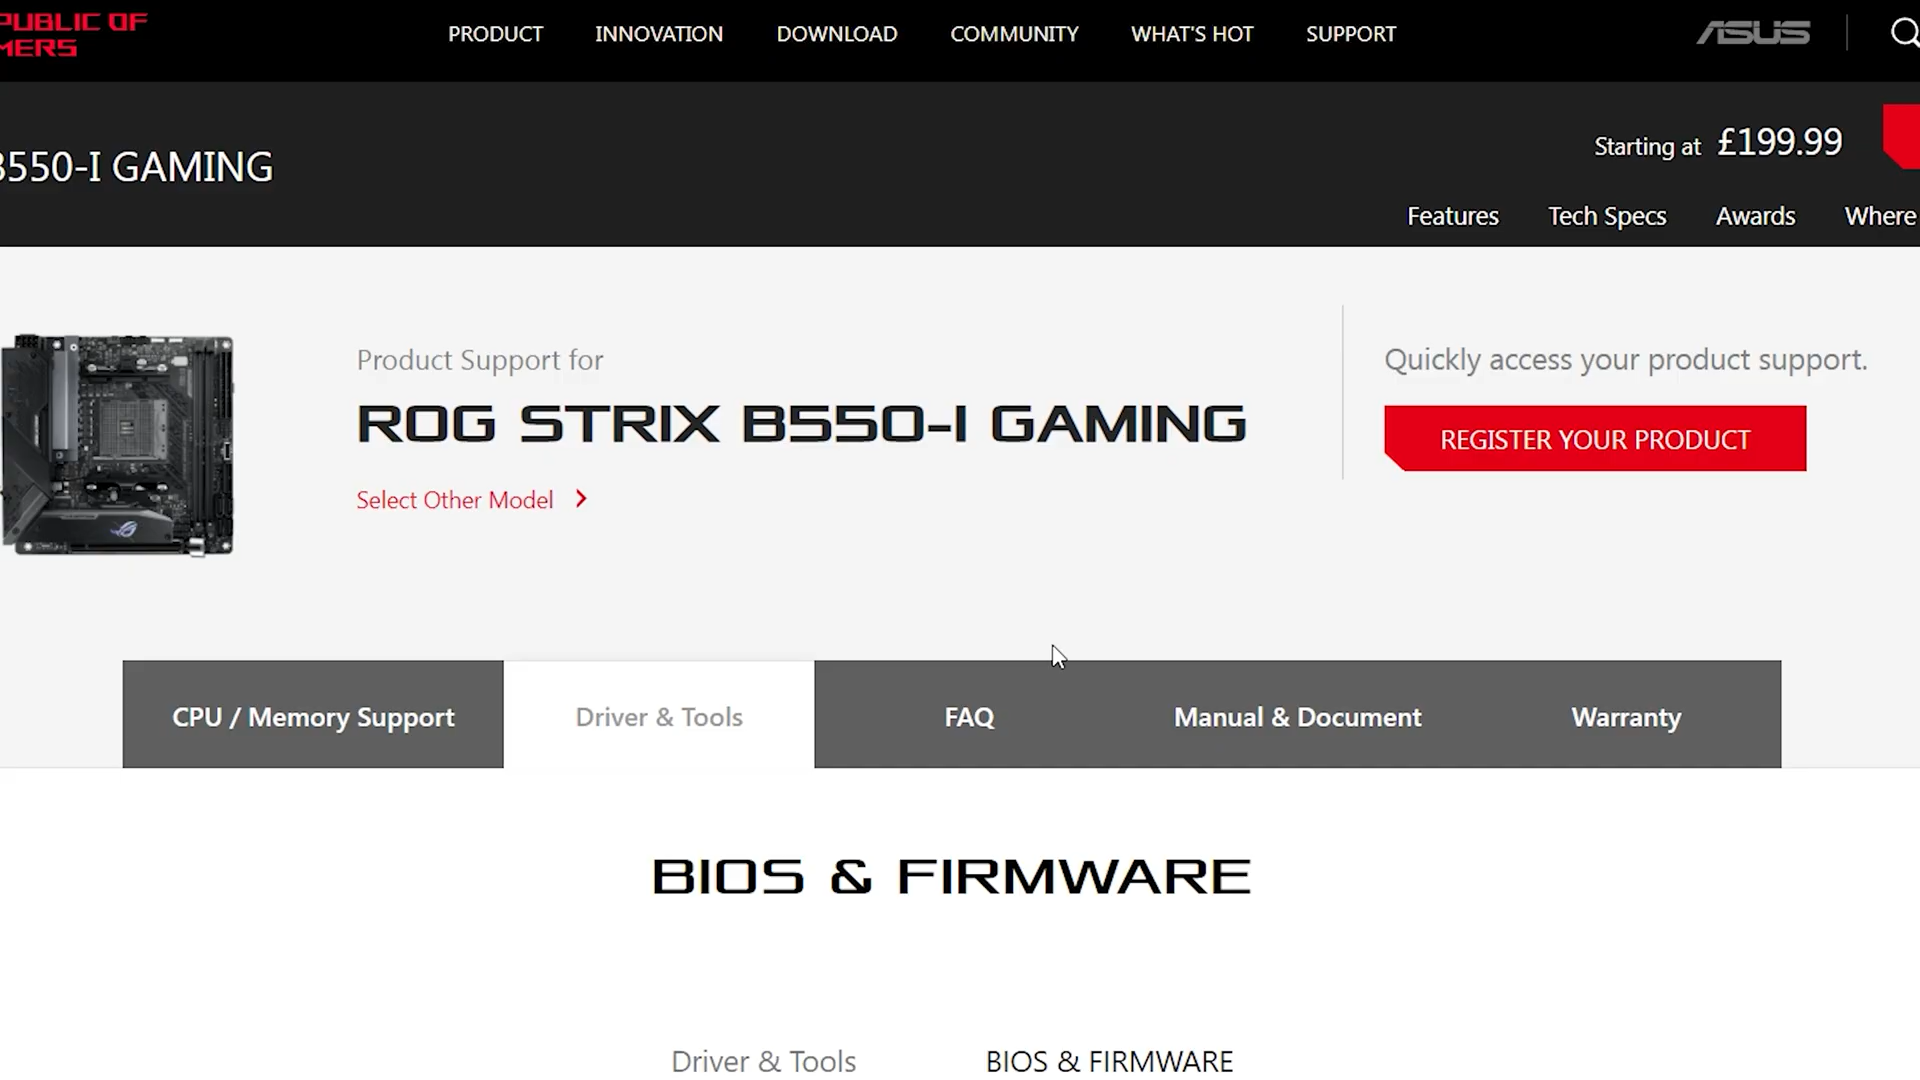 PUBLIC OF
MERS
PRODUCT
INNOVATION
DOWNLOAD
COMMUNITY
WHAT'S HOT
SUPPORT
ASUS
B550-I GAMING
Starting at £199.99
Features
Tech Specs
Awards
Where
Product Support for
ROG STRIX B550-I GAMING
Select Other Model
Quickly access your product support.
REGISTER YOUR PRODUCT
CPU / Memory Support
Driver & Tools
FAQ
Manual & Document
Warranty
BIOS & FIRMWARE
Driver & Tools
BIOS & FIRMWARE